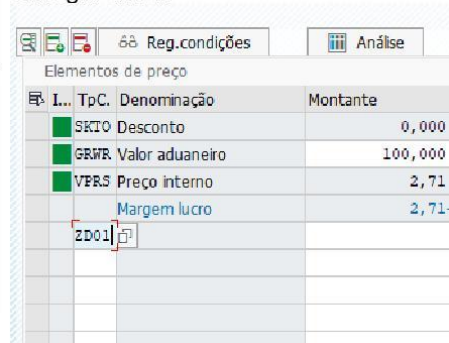 Reg.condições Análise
Elementos de preço
I... TpC. Denominação Montante
SKTO Desconto 0,000
GRWR Valor aduaneiro 100,000
VPRS Preço interno 2,71
Margem lucro 2,71-
ZD01